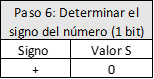 Paso 6: Determinar el
signo del número (1 bit)
Signo Valor S
+ 0